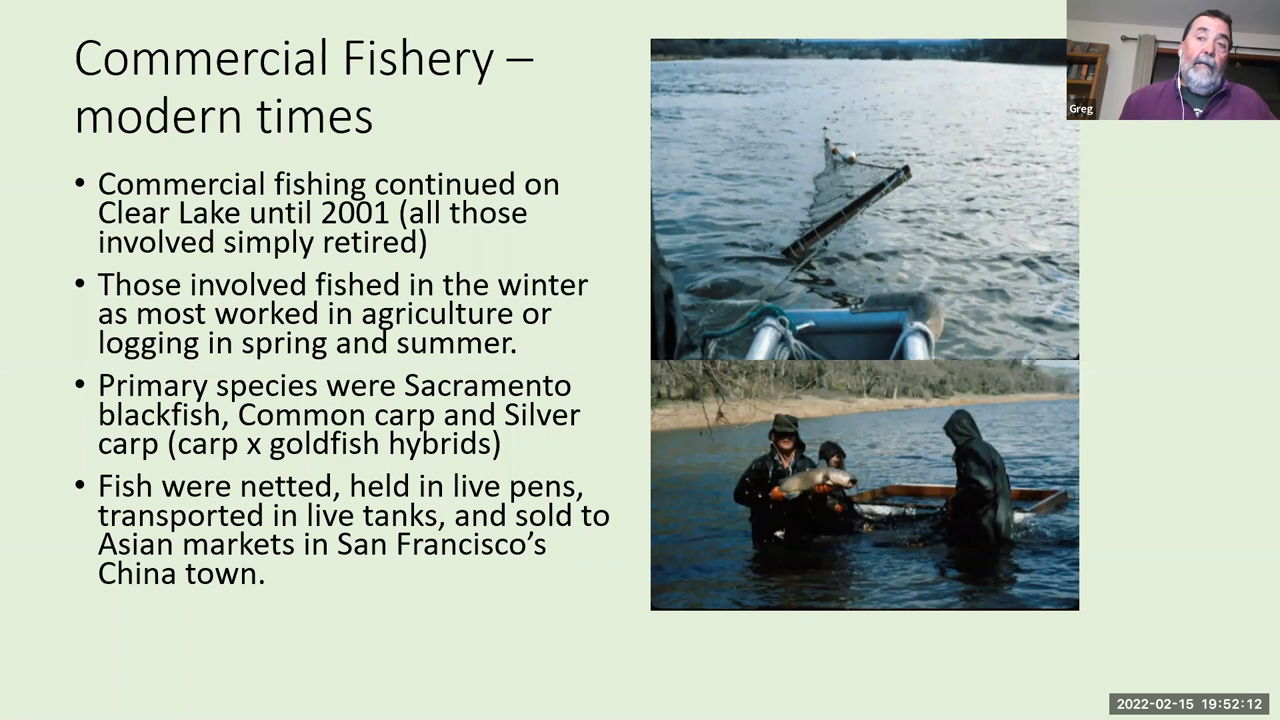 Commercial Fishery –
modern times
• Commercial fishing continued on
Clear Lake until 2001 (all those
involved simply retired)
• Those involved fished in the winter
as most worked in agriculture or
logging in spring and summer.
• Primary species were Sacramento
blackfish, Common carp and Silver
carp (carp x goldfish hybrids)
• Fish were netted, held in live pens,
transported in live tanks, and sold to
Asian markets in San Francisco’s
China town.
Greg
2022-02-15 19:52:12